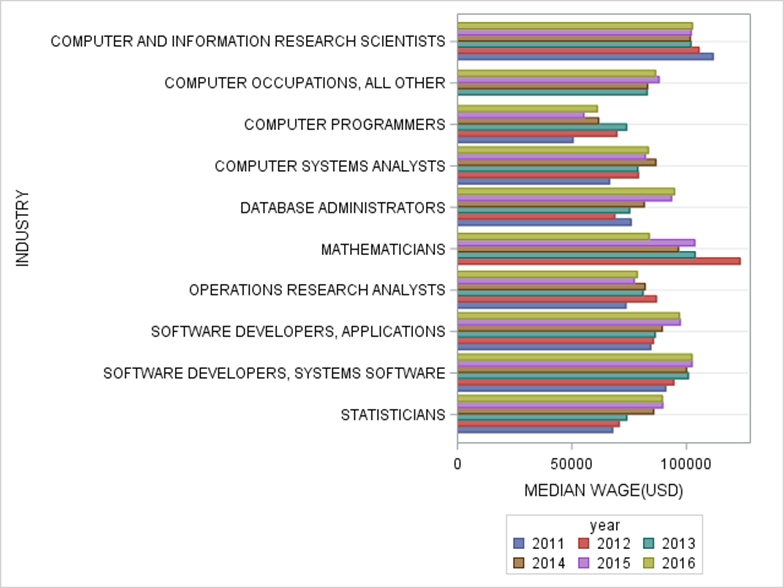 COMPUTER AND INFORMATION RESEARCH SCIENTISTS
COMPUTER OCCUPATIONS, ALL OTHER
COMPUTER PROGRAMMERS
COMPUTER SYSTEMS ANALYSTS
DATABASE ADMINISTRATORS
MATHEMATICIANS
OPERATIONS RESEARCH ANALYSTS
SOFTWARE DEVELOPERS, APPLICATIONS
SOFTWARE DEVELOPERS, SYSTEMS SOFTWARE
STATISTICIANS
INDUSTRY
0 50000 100000
MEDIAN WAGE(USD)
year
2011 2012 2013
2014 2015 2016